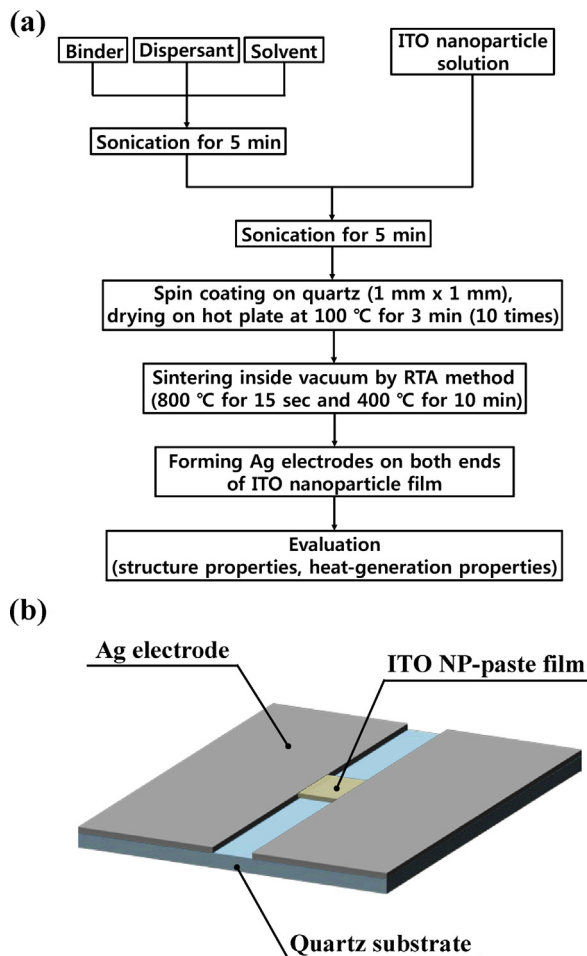 (a)
Binder
Dispersant
Solvent
ITO nanoparticle
solution
Sonication for 5 min
Sonication for 5 min
Spin coating on quartz (1 mm x 1 mm),
drying on hot plate at 100 ℃ for 3 min (10 times)
Sintering inside vacuum by RTA method
(800 ℃ for 15 sec and 400 ℃ for 10 min)
Forming Ag electrodes on both ends
of ITO nanoparticle film
Evaluation
(structure properties, heat-generation properties)
(b)
Ag electrode
ITO NP-paste film
Quartz substrate